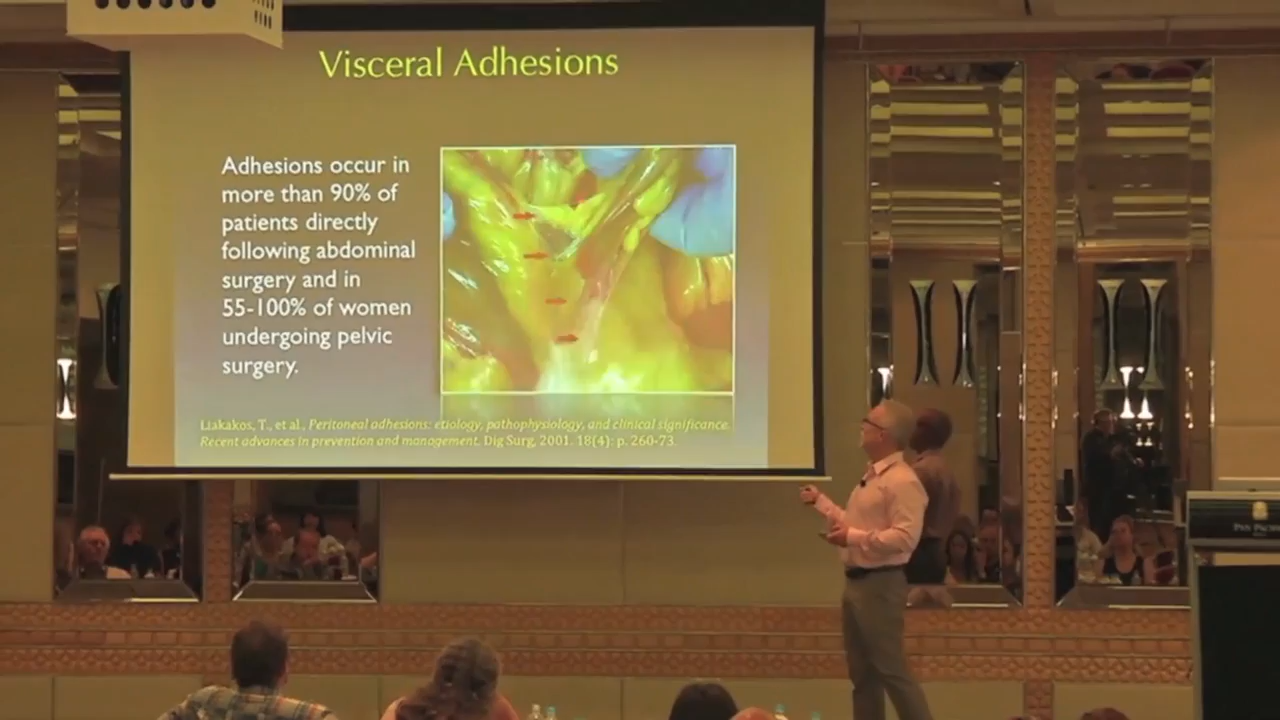 Visceral Adhesions
Adhesions occur in
more than 90% of
patients directly
following abdominal
surgery and in
55-100% of women
undergoing pelvic
surgery.
Liakakos, T., et al., Peritoneal adhesions: etiology, pathophysiology, and clinical significance.
Recent advances in prevention and management. Dig Surg, 2001. 18(4): p. 260-73.
PAN PACIFIC